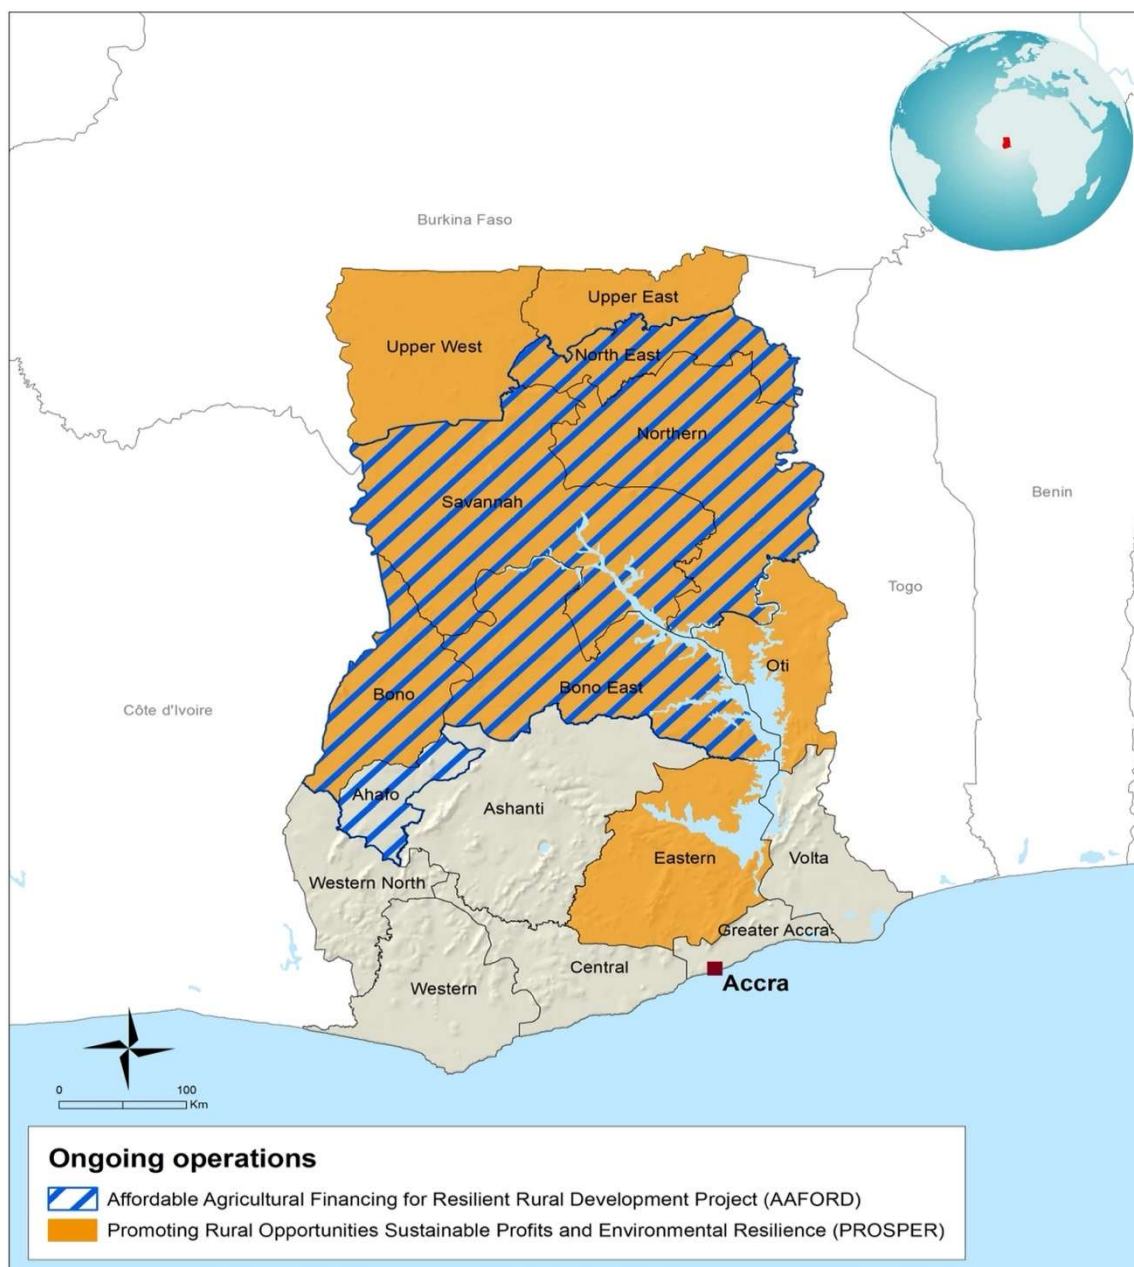 Burkina Faso
Upper East
Upper West
North East
Northern
Savannah
Benin
Togo
Oti
Bono East
Bono
Côte d'Ivoire
Ahafo
Ashanti
Eastern
Volta
Western North
Greater Accra
Central
Accra
Western
0 100
Km
Ongoing operations
Affordable Agricultural Financing for Resilient Rural Development Project (AAFORD)
Promoting Rural Opportunities Sustainable Profits and Environmental Resilience (PROSPER)